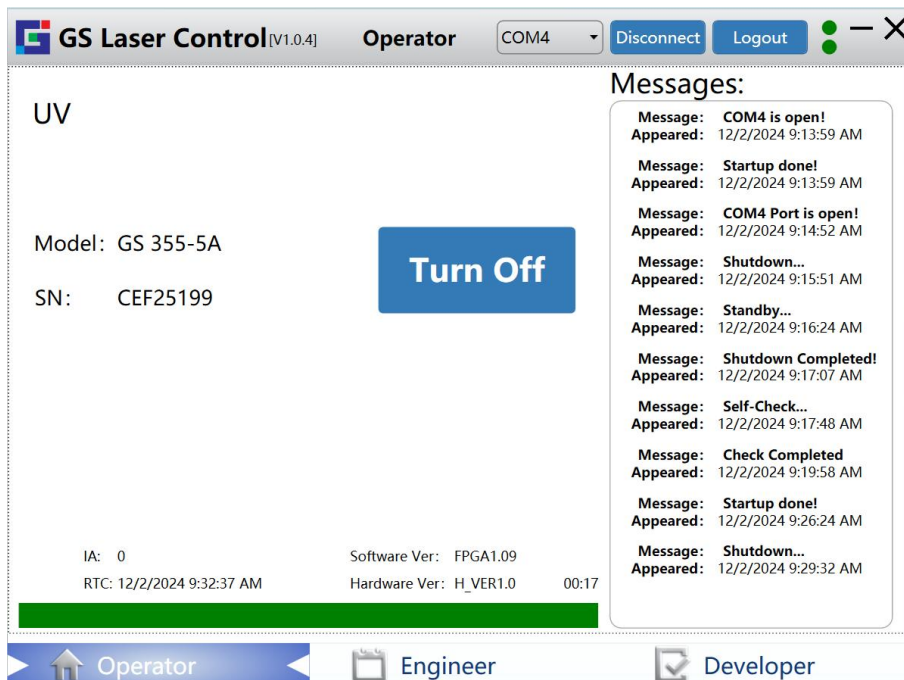 GS Laser Control[V1.0.4] Operator COM4 Disconnect Logout
UV
Model: GS 355-5A
SN: CEF25199
Turn Off
IA: 0
Software Ver: FPGA1.09
RTC: 12/2/2024 9:32:37 AM
Hardware Ver: H_VER1.0
00:17
Messages:
Message: COM4 is open!
Appeared: 12/2/2024 9:13:59 AM
Message: Startup done!
Appeared: 12/2/2024 9:13:59 AM
Message: COM4 Port is open!
Appeared: 12/2/2024 9:14:52 AM
Message: Shutdown...
Appeared: 12/2/2024 9:15:51 AM
Message: Standby...
Appeared: 12/2/2024 9:16:24 AM
Message: Shutdown Completed!
Appeared: 12/2/2024 9:17:07 AM
Message: Self-Check...
Appeared: 12/2/2024 9:17:48 AM
Message: Check Completed
Appeared: 12/2/2024 9:19:58 AM
Message: Startup done!
Appeared: 12/2/2024 9:26:24 AM
Message: Shutdown...
Appeared: 12/2/2024 9:29:32 AM
Operator
Engineer
Developer